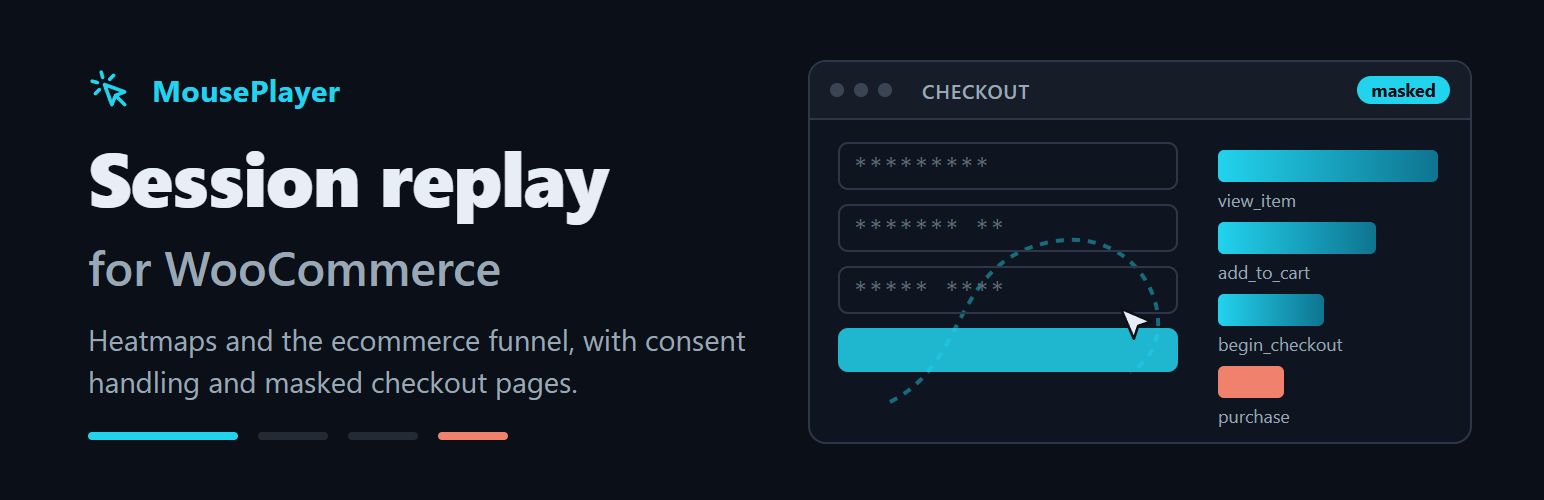 MousePlayer
Session replay
for WooCommerce
Heatmaps and the ecommerce funnel, with consent
handling and masked checkout pages.
CHECKOUT
masked
*********
******* **
***** ****
view_item
add_to_cart
begin_checkout
purchase